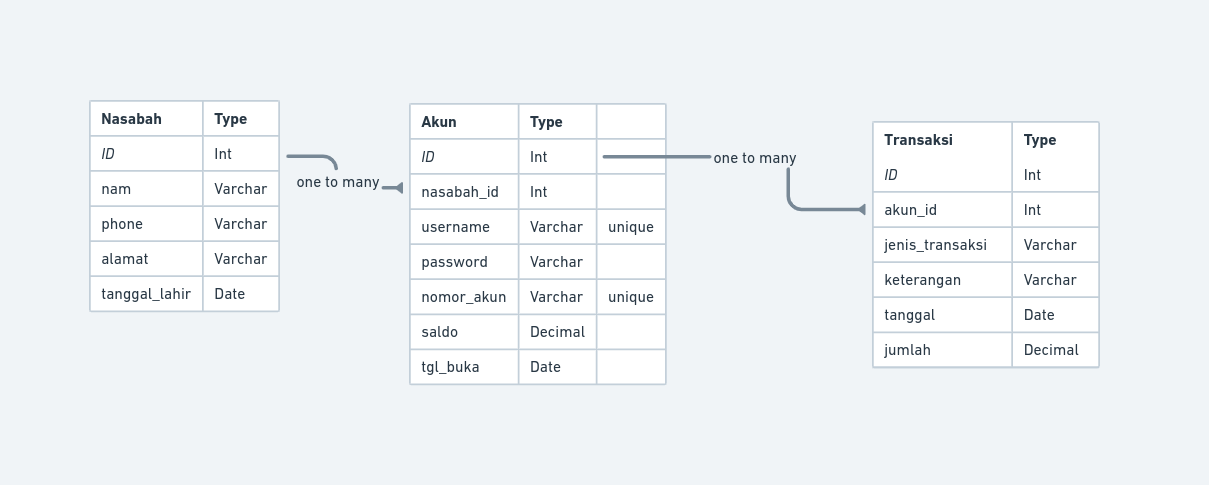 Nasabah Type
ID Int
nam Varchar
phone Varchar
alamat Varchar
tanggal_lahir Date
one to many
Akun Type
ID Int
nasabah_id Int
username Varchar unique
password Varchar
nomor_akun Varchar unique
saldo Decimal
tgl_buka Date
one to many
Transaksi Type
ID Int
akun_id Int
jenis_transaksi Varchar
keterangan Varchar
tanggal Date
jumlah Decimal